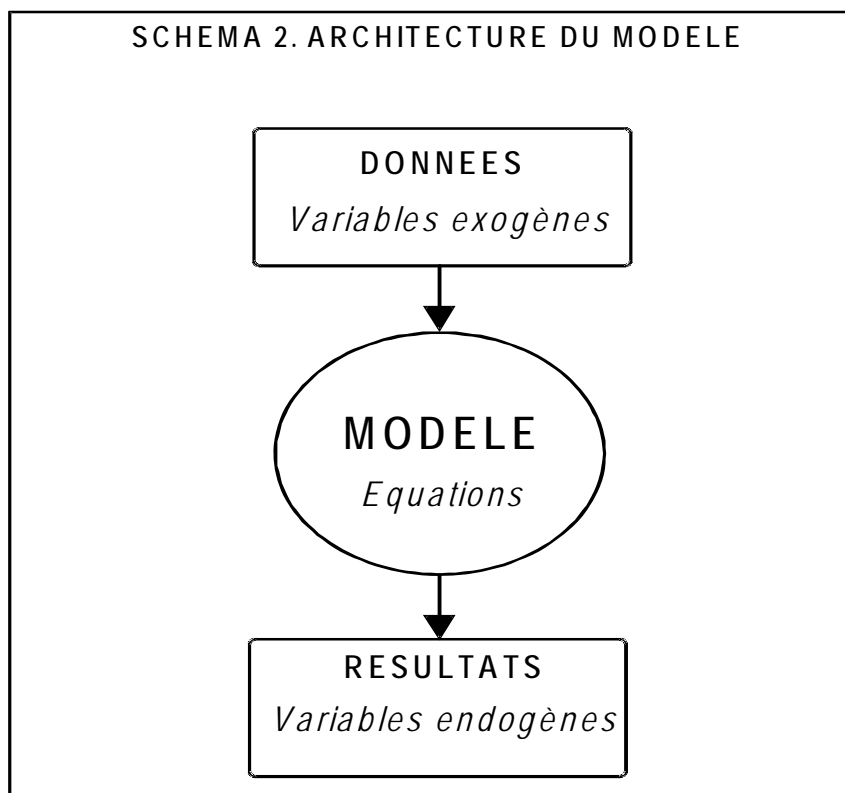 SCHEMA 2. ARCHITECTURE DU MODELE
DONNEES
Variables exogènes
MODELE
Equations
RESULTATS
Variables endogènes